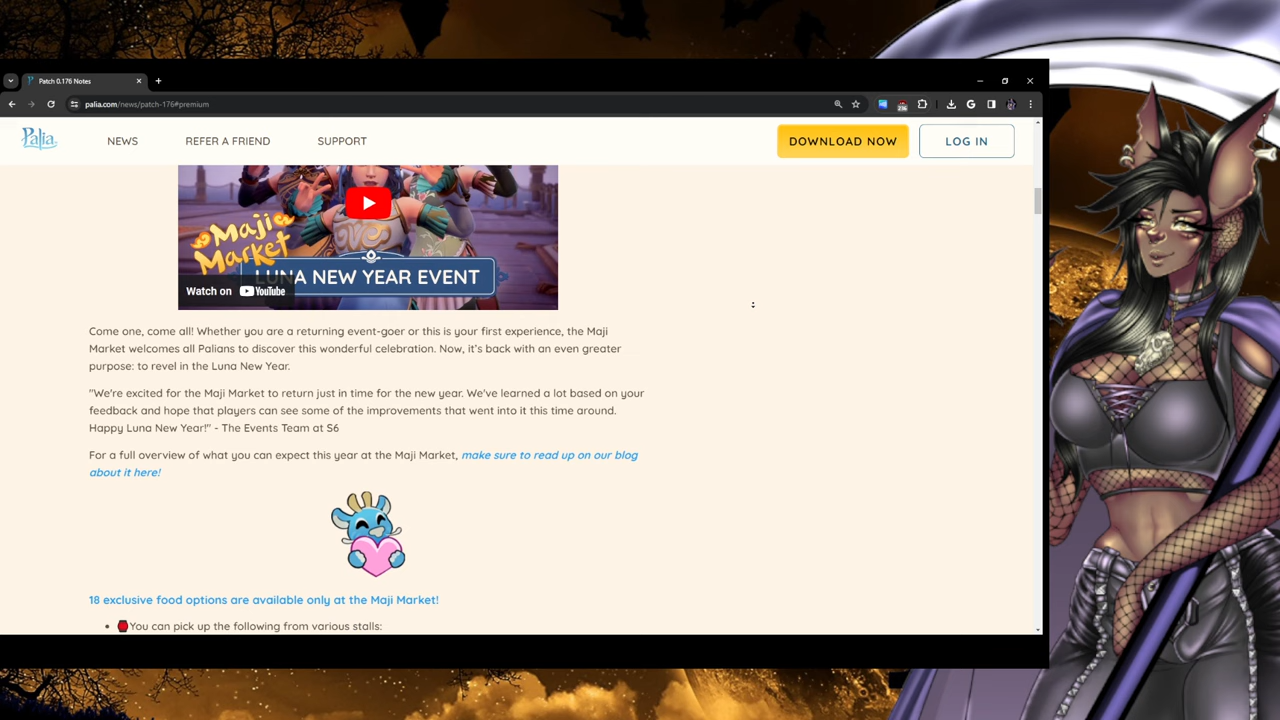 Patch 0.176 Notes
palia.com/news/patch-176#premium
236
Palia
NEWS
REFER A FRIEND
SUPPORT
DOWNLOAD NOW
LOG IN
Maji
Market
LUNA NEW YEAR EVENT
Watch on YouTube
Come one, come all! Whether you are a returning event-goer or this is your first experience, the Maji
Market welcomes all Palians to discover this wonderful celebration. Now, it's back with an even greater
purpose: to revel in the Luna New Year.
"We're excited for the Maji Market to return just in time for the new year. We've learned a lot based on your
feedback and hope that players can see some of the improvements that went into it this time around.
Happy Luna New Year!" - The Events Team at S6
For a full overview of what you can expect this year at the Maji Market, make sure to read up on our blog
about it here!
18 exclusive food options are available only at the Maji Market!
You can pick up the following from various stalls: